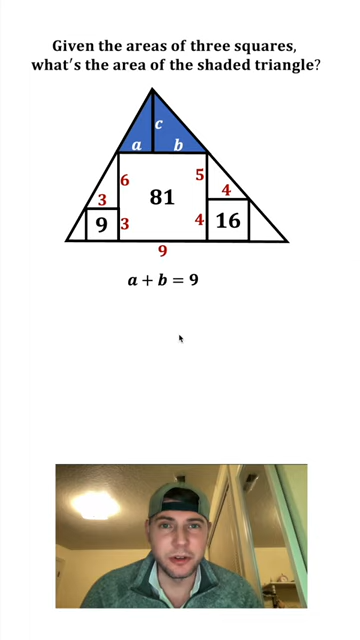 Given the areas of three squares,
what's the area of the shaded triangle?
c
a b
6 5
81
3 4
9 3 4 16
9
a + b = 9